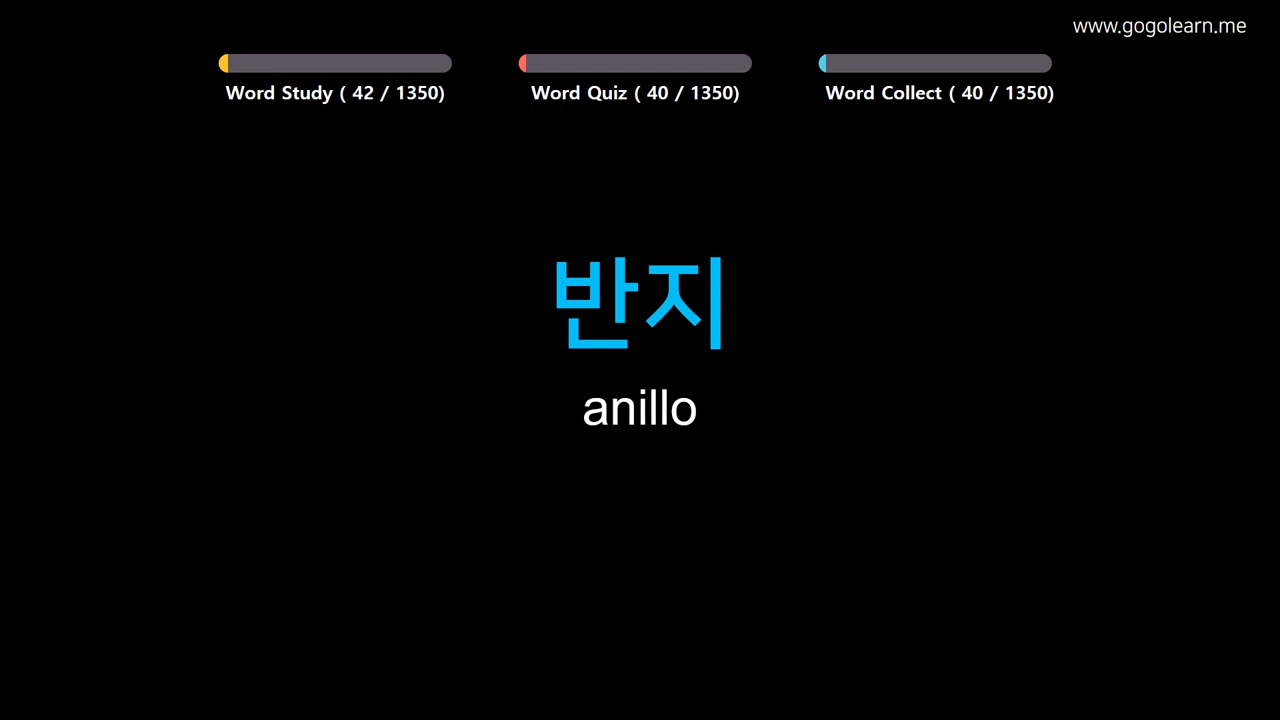 www.gogolearn.me
Word Study ( 42 / 1350)
Word Quiz ( 40 / 1350)
Word Collect ( 40 / 1350)
반지
anillo